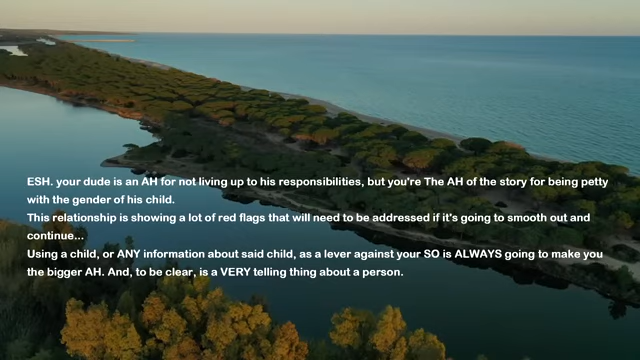 ESH. your dude is an AH for not living up to his responsibilities, but you're The AH of the story for being petty
with the gender of his child.
This relationship is showing a lot of red flags that will need to be addressed if it's going to smooth out and
continue...
Using a child, or ANY information about said child, as a lever against your SO is ALWAYS going to make you
the bigger AH. And, to be clear, is a VERY telling thing about a person.